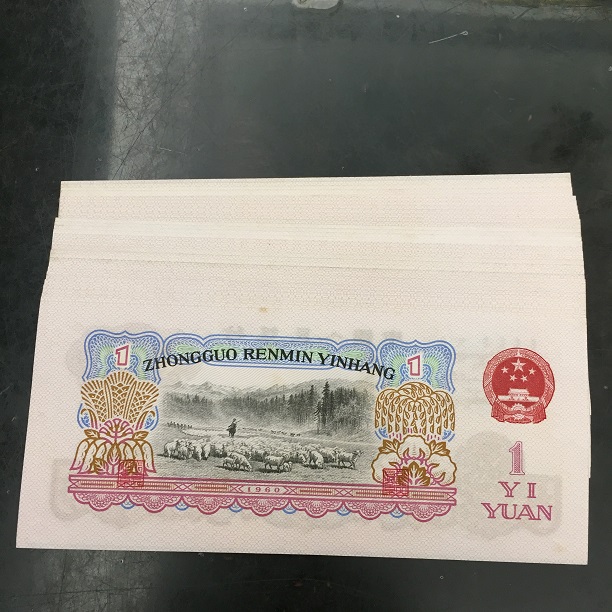 1
ZHONGGUO RENMIN YINHANG
1
1960
1
YI
YUAN